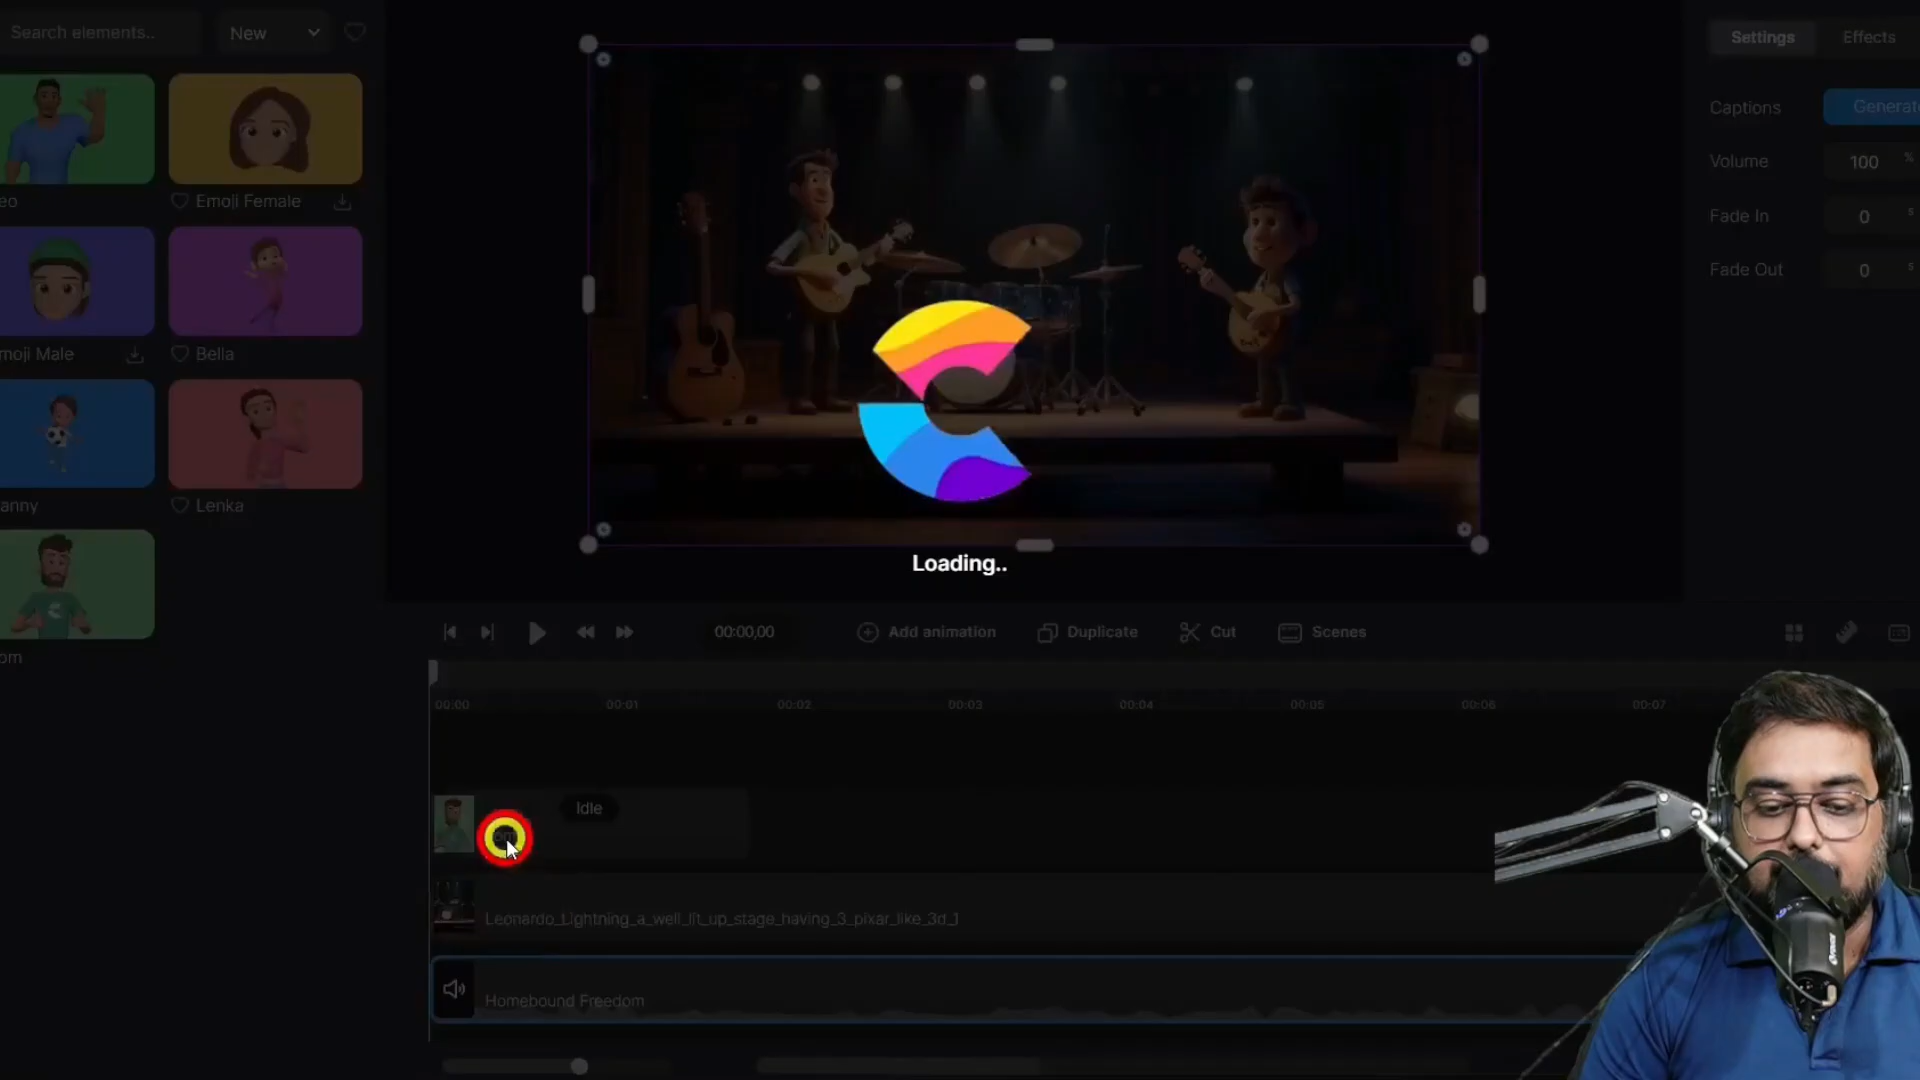 Search elements..
New
Settings
Effects
Captions
Generat
Volume
100
%
Fade In
0
s
Fade Out
0
s
eo
Emoji Female
moji Male
Bella
anny
Lenka
om
Loading..
00:00,00
Add animation
Duplicate
Cut
Scenes
00:00
00:01
00:02
00:03
00:04
00:05
00:06
00:07
Idle
Leonardo_Lightning_a_well_lit_up_stage_having_3_pixar_like_3d_1
Homebound Freedom